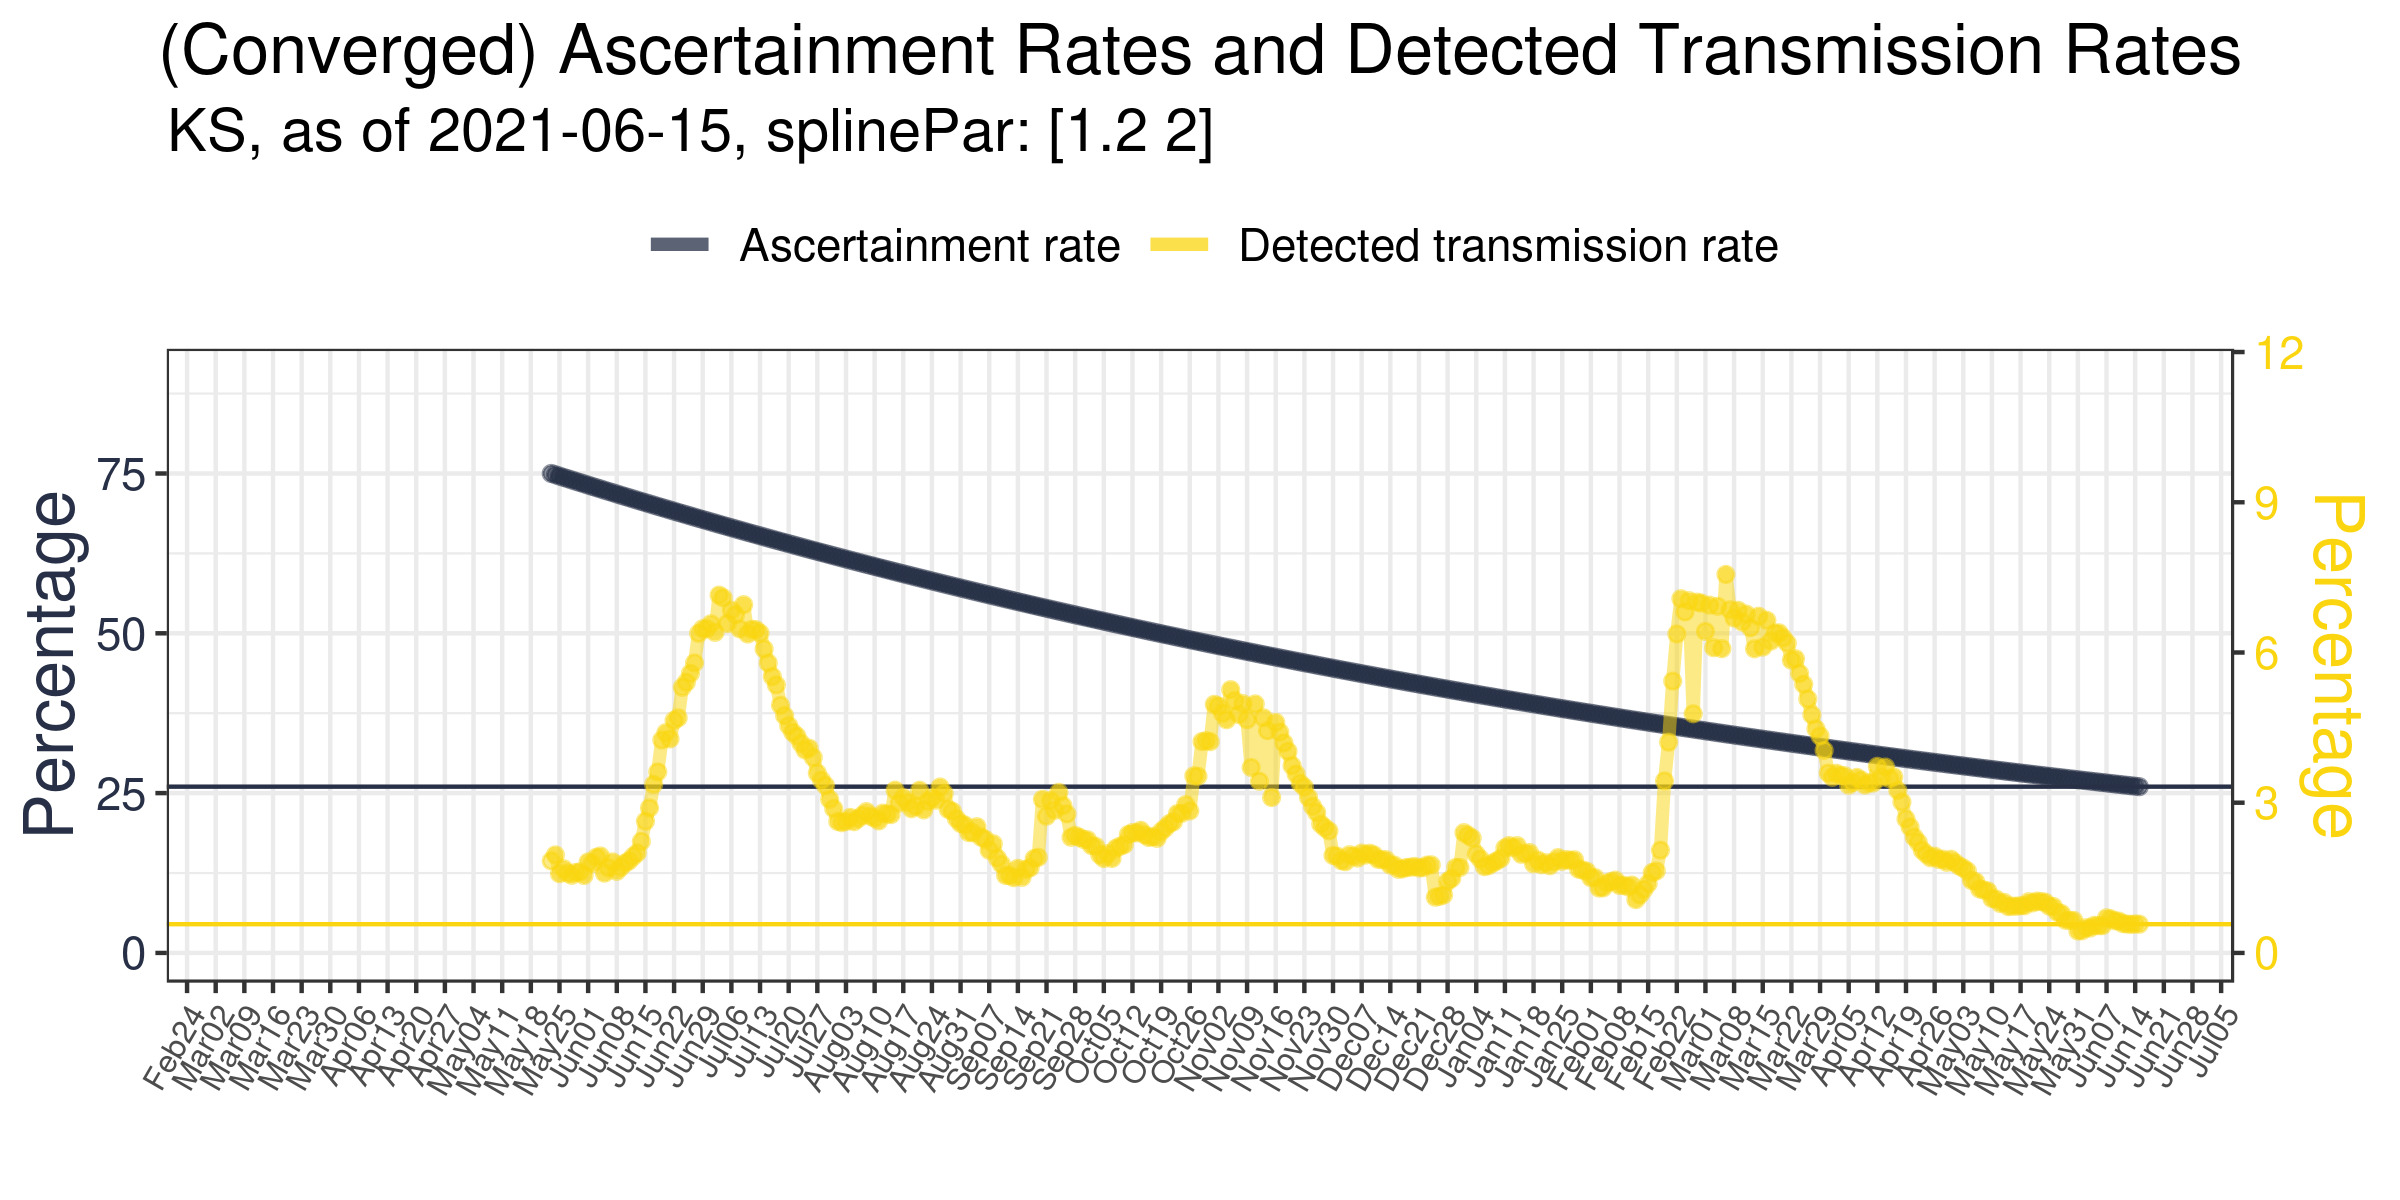 (Converged) Ascertainment Rates and Detected Transmission Rates
KS, as of 2021-06-15, splinePar: [1.2 2]
Ascertainment rate Detected transmission rate
Percentage
75
50
25
0
12
9
6
3
0
Percentage
Feb24 Mar02 Mar09 Mar16 Mar23 Mar30 Apr06 Apr13 Apr20 Apr27 May04 May11 May18 May25 Jun01 Jun08 Jun15 Jun22 Jun29 Jul06 Jul13 Jul20 Jul27 Aug03 Aug10 Aug17 Aug24 Aug31 Sep07 Sep14 Sep21 Sep28 Oct05 Oct12 Oct19 Oct26 Nov02 Nov09 Nov16 Nov23 Nov30 Dec07 Dec14 Dec21 Dec28 Jan04 Jan11 Jan18 Jan25 Feb01 Feb08 Feb15 Feb22 Mar01 Mar08 Mar15 Mar22 Mar29 Apr05 Apr12 Apr19 Apr26 May03 May10 May17 May24 May31 Jun07 Jun14 Jun21 Jun28 Jul05